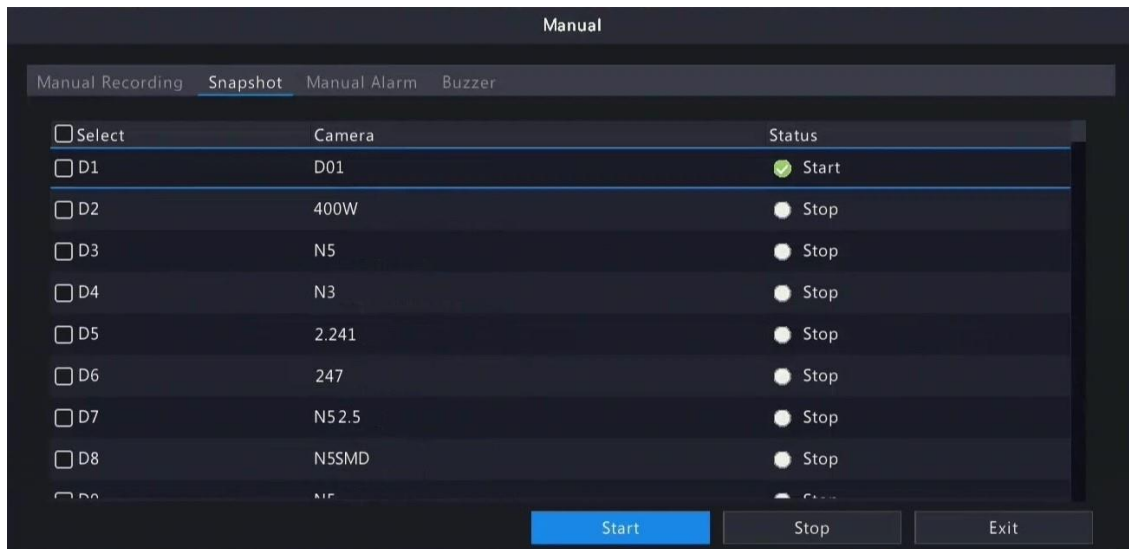 Manual
Manual Recording Snapshot Manual Alarm Buzzer
Select Camera Status
D1 D01 Start
D2 400W Stop
D3 N5 Stop
D4 N3 Stop
D5 2.241 Stop
D6 247 Stop
D7 N52.5 Stop
D8 N5SMD Stop
Start Stop Exit